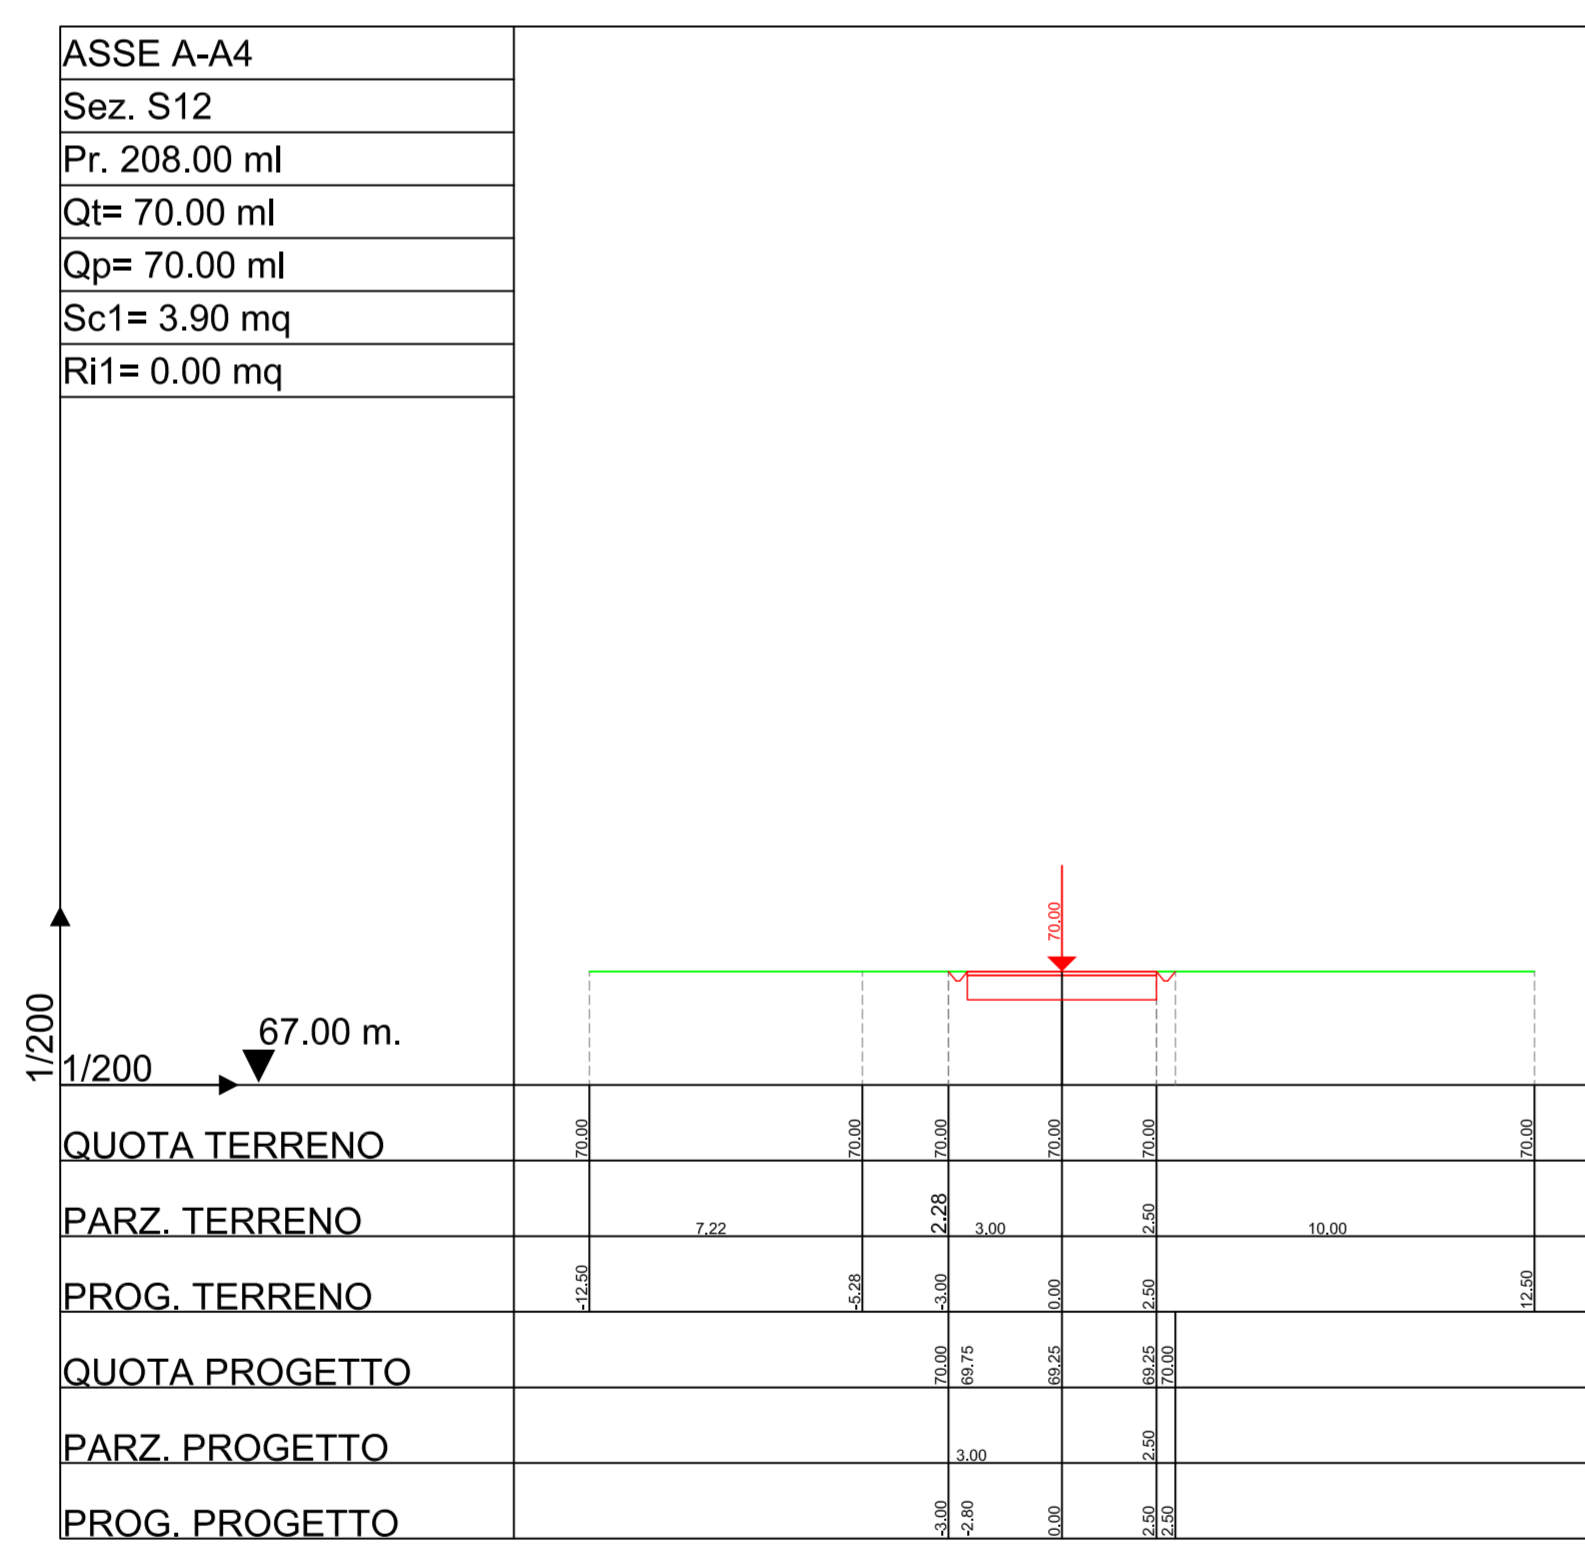 ASSE A-A4
Sez. S12
Pr. 208.00 ml
Qt= 70.00 ml
Qp= 70.00 ml
Sc1= 3.90 mq
Ri1= 0.00 mq
70.00
1/200
67.00 m.
1/200
QUOTA TERRENO 70.00 70.00 70.00 70.00 70.00 70.00
PARZ. TERRENO 7.22 2.28 3.00 2.50 10.00
PROG. TERRENO -12.50 -5.28 -3.00 0.00 2.50 12.50
QUOTA PROGETTO 70.00 69.75 69.25 69.25 70.00
PARZ. PROGETTO 3.00 2.50
PROG. PROGETTO -3.00 -2.80 0.00 2.50 2.50